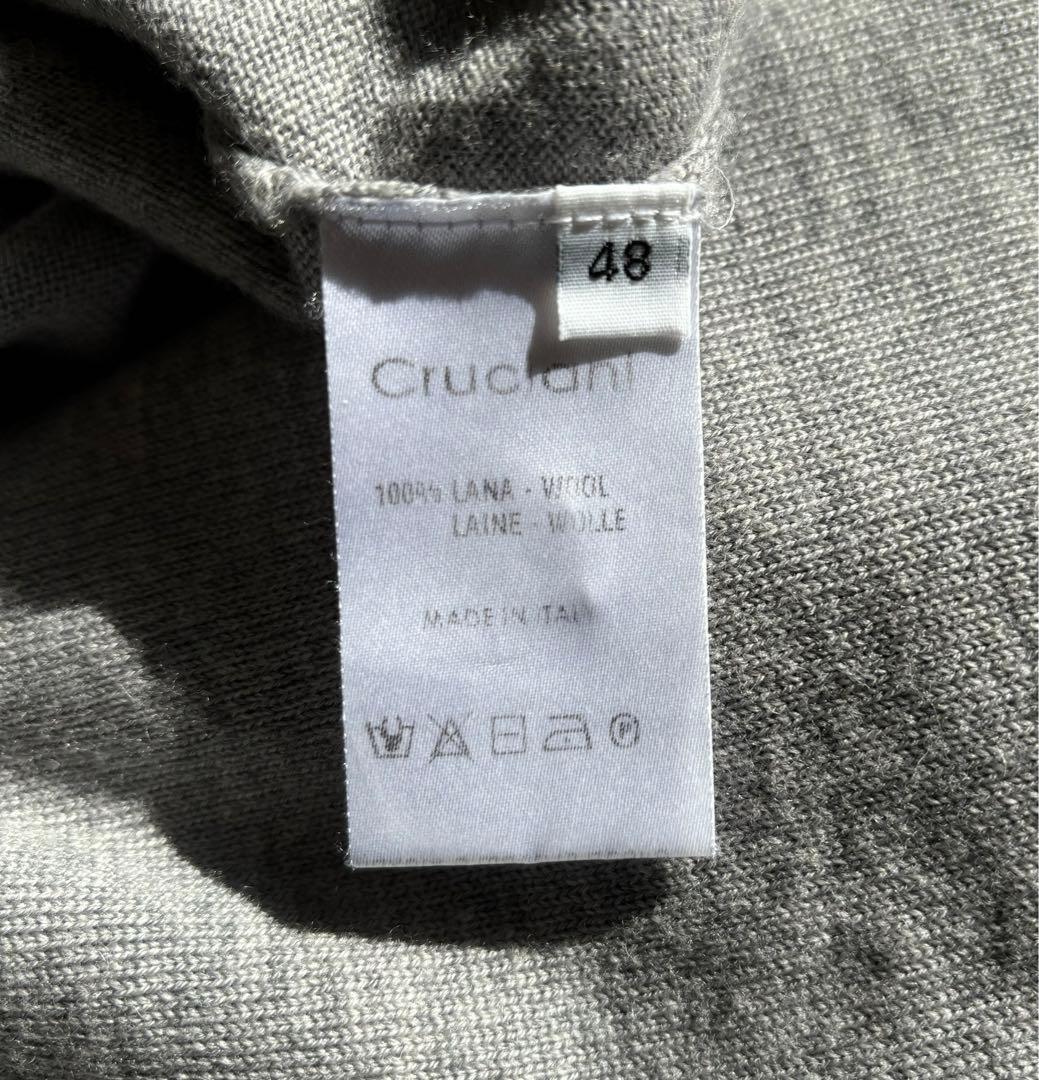 48
Cruciani
100% LANA - WOOL
LAINE - WOLLE
MADE IN ITALY
P